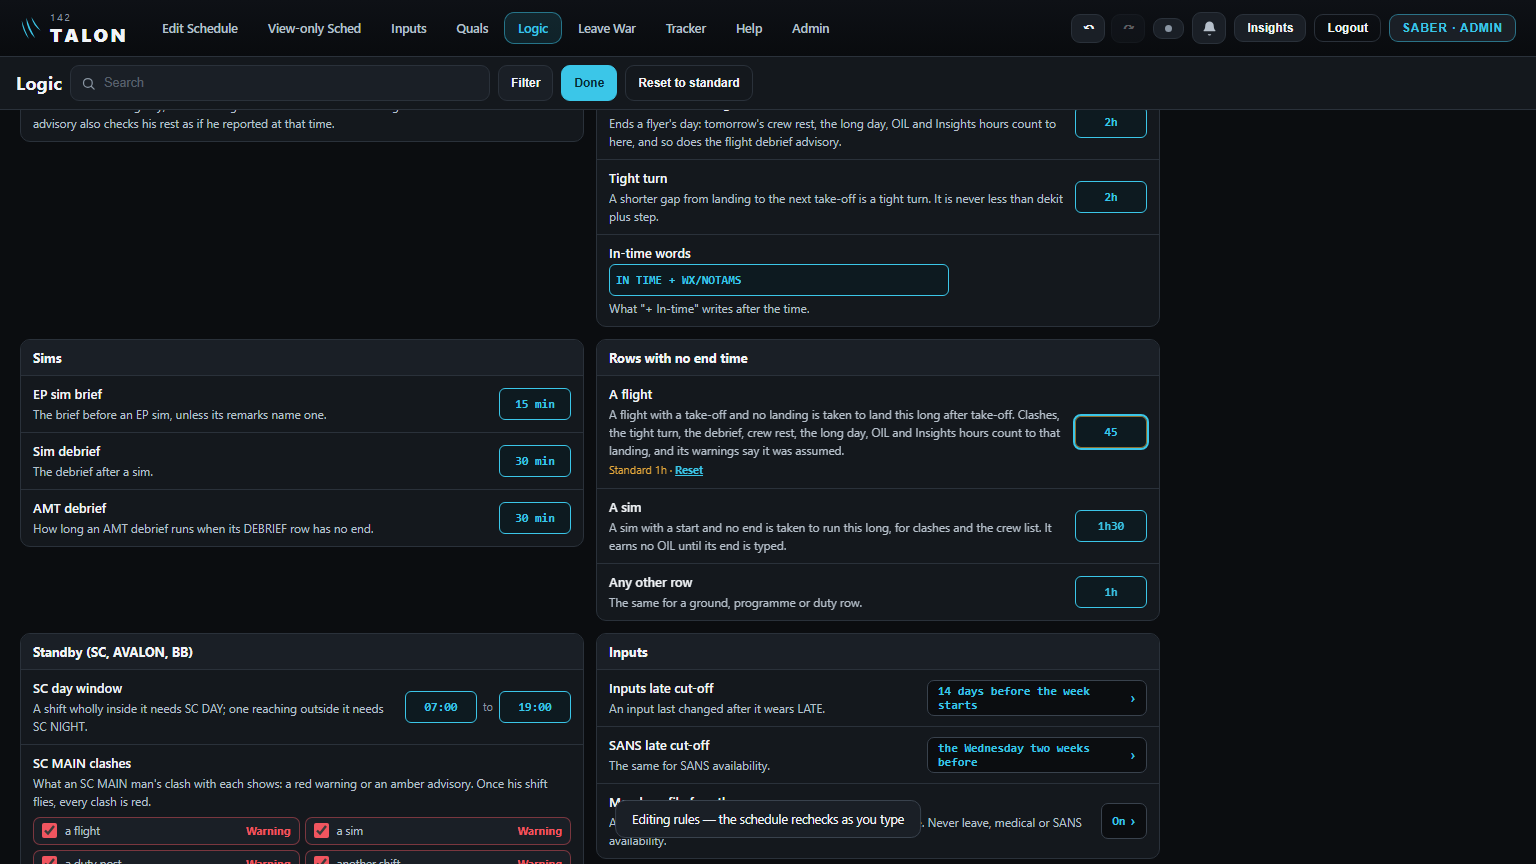 142
TALON
Edit Schedule
View-only Sched
Inputs
Quals
Logic
Leave War
Tracker
Help
Admin
Insights
Logout
SABER · ADMIN
Logic
Search
Filter
Done
Reset to standard
advisory also checks his rest as if he reported at that time.
Ends a flyer's day: tomorrow's crew rest, the long day, OIL and Insights hours count to
here, and so does the flight debrief advisory.
2h
Tight turn
A shorter gap from landing to the next take-off is a tight turn. It is never less than dekit
plus step.
2h
In-time words
IN TIME + WX/NOTAMS
What "+ In-time" writes after the time.
Sims
EP sim brief
The brief before an EP sim, unless its remarks name one.
15 min
Sim debrief
The debrief after a sim.
30 min
AMT debrief
How long an AMT debrief runs when its DEBRIEF row has no end.
30 min
Rows with no end time
A flight
A flight with a take-off and no landing is taken to land this long after take-off. Clashes,
the tight turn, the debrief, crew rest, the long day, OIL and Insights hours count to that
landing, and its warnings say it was assumed.
Standard 1h · Reset
45
A sim
A sim with a start and no end is taken to run this long, for clashes and the crew list. It
earns no OIL until its end is typed.
1h30
Any other row
The same for a ground, programme or duty row.
1h
Standby (SC, AVALON, BB)
SC day window
A shift wholly inside it needs SC DAY; one reaching outside it needs
SC NIGHT.
07:00 to 19:00
SC MAIN clashes
What an SC MAIN man's clash with each shows: a red warning or an amber advisory. Once his shift
flies, every clash is red.
a flight Warning
a sim Warning
a duty post Warning
another shift Warning
Inputs
Inputs late cut-off
An input last changed after it wears LATE.
14 days before the week
starts ›
SANS late cut-off
The same for SANS availability.
the Wednesday two weeks
before ›
. Never leave, medical or SANS
availability.
On ›
Editing rules — the schedule rechecks as you type